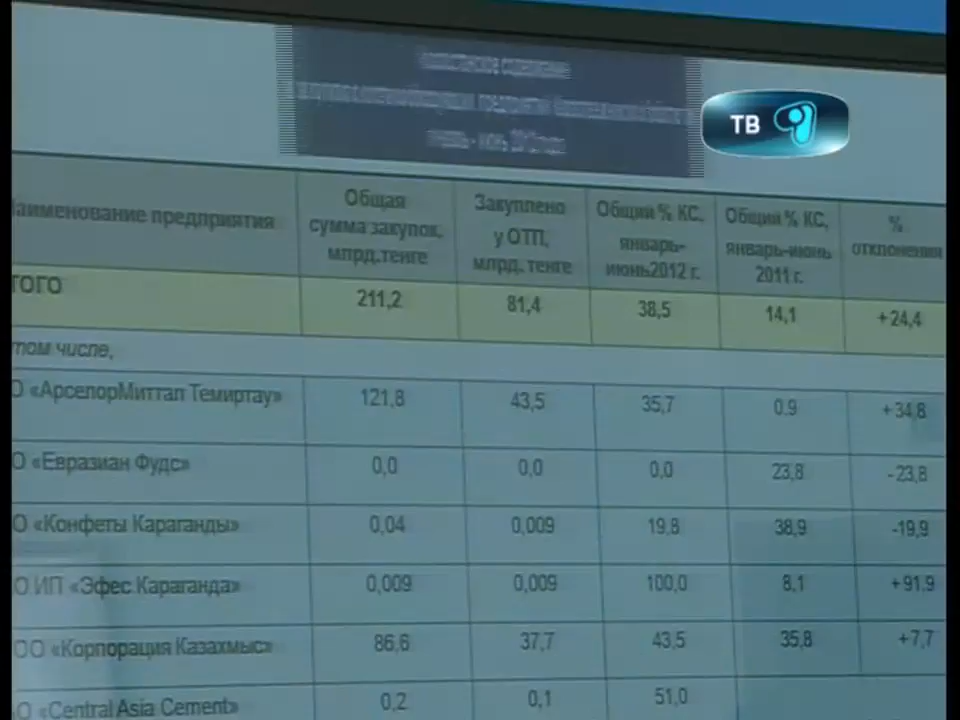 ТВ
аименование предприятия Общая сумма закупок, млрд.тенге Закуплено у ОТП, млрд. тенге Общий % КС, январь-июнь2012 г. Общий % КС, январь-июнь 2011 г. % отклонения
ТОГО 211,2 81,4 38,5 14,1 +24,4
том числе,
О «АрселорМиттал Темиртау» 121,8 43,5 35,7 0.9 +34,8
О «Евразиан Фудс» 0,0 0,0 0,0 23,8 -23,8
О «Конфеты Караганды» 0,04 0,009 19,8 38,9 -19,9
О ИП «Эфес Караганда» 0,009 0,009 100,0 8,1 +91,9
ОО «Корпорация Казахмыс» 86,6 37,7 43,5 35,8 +7,7
О «Central Asia Cement» 0,2 0,1 51,0